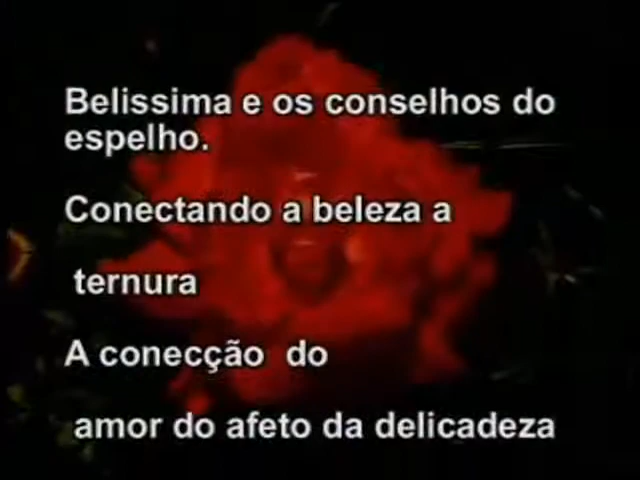 Belissima e os conselhos do
espelho.
Conectando a beleza a
ternura
A conecção do
amor do afeto da delicadeza